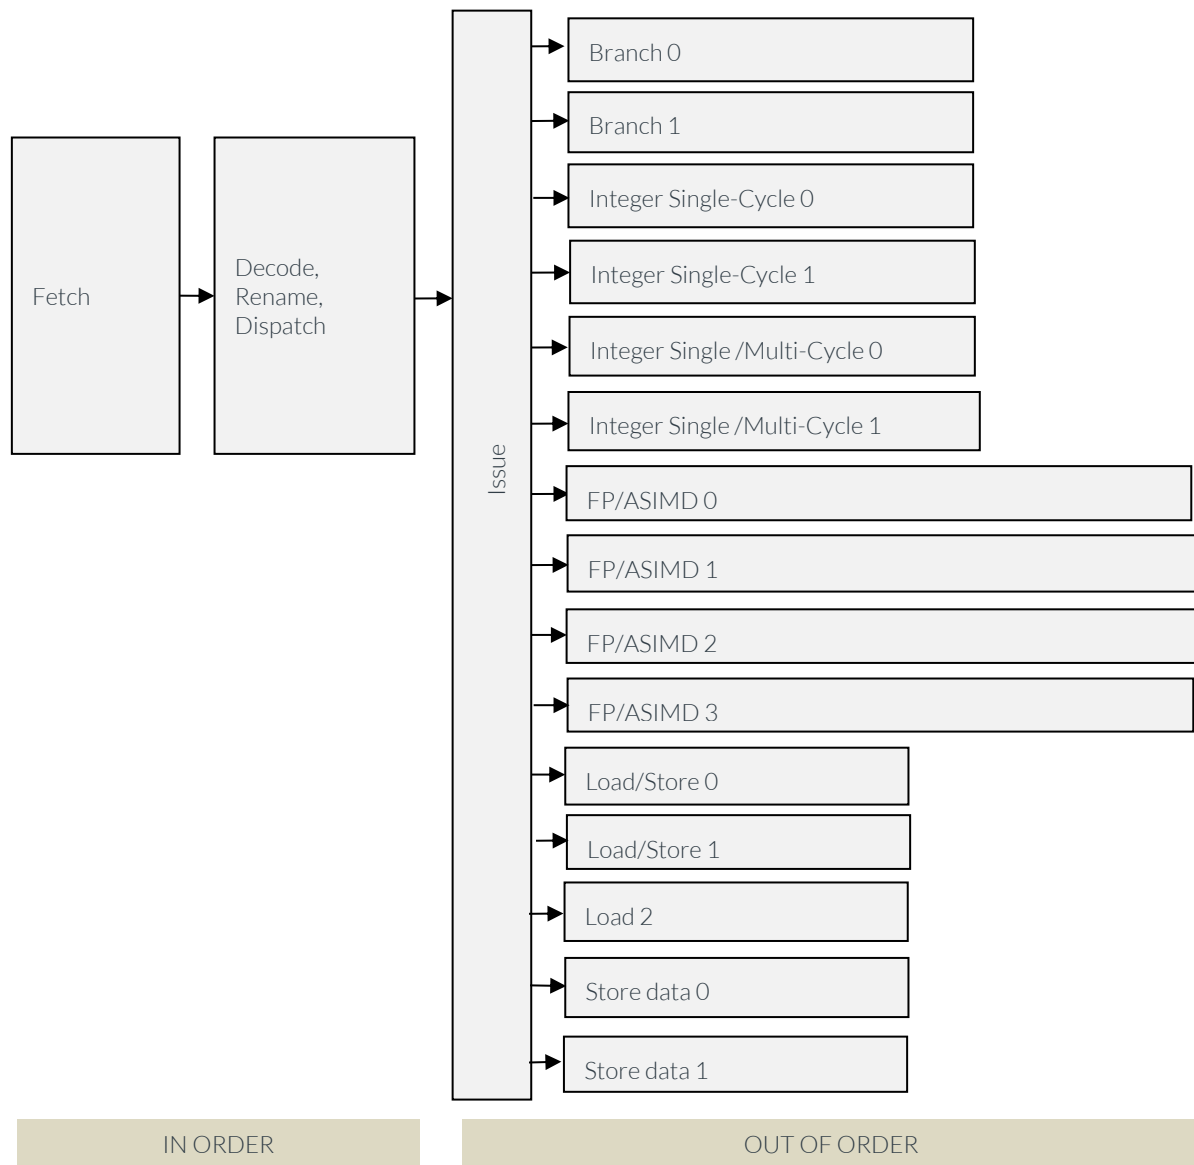 Fetch
Decode,
Rename,
Dispatch
Issue
Branch 0
Branch 1
Integer Single-Cycle 0
Integer Single-Cycle 1
Integer Single /Multi-Cycle 0
Integer Single /Multi-Cycle 1
FP/ASIMD 0
FP/ASIMD 1
FP/ASIMD 2
FP/ASIMD 3
Load/Store 0
Load/Store 1
Load 2
Store data 0
Store data 1
IN ORDER
OUT OF ORDER